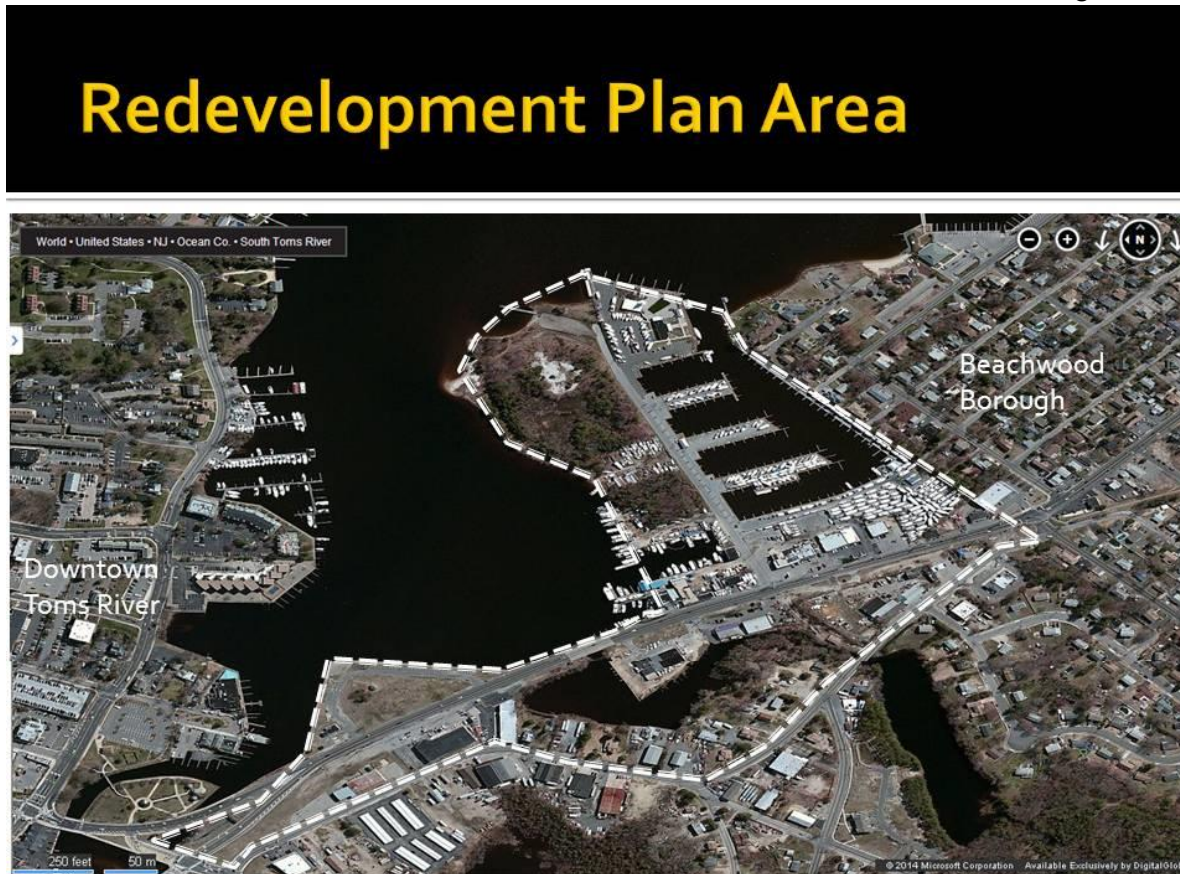 Redevelopment Plan Area
World • United States • NJ • Ocean Co. • South Toms River
N
Beachwood
Borough
Downtown
Toms River
250 feet 50 m
© 2014 Microsoft Corporation Available Exclusively by DigitalGlob